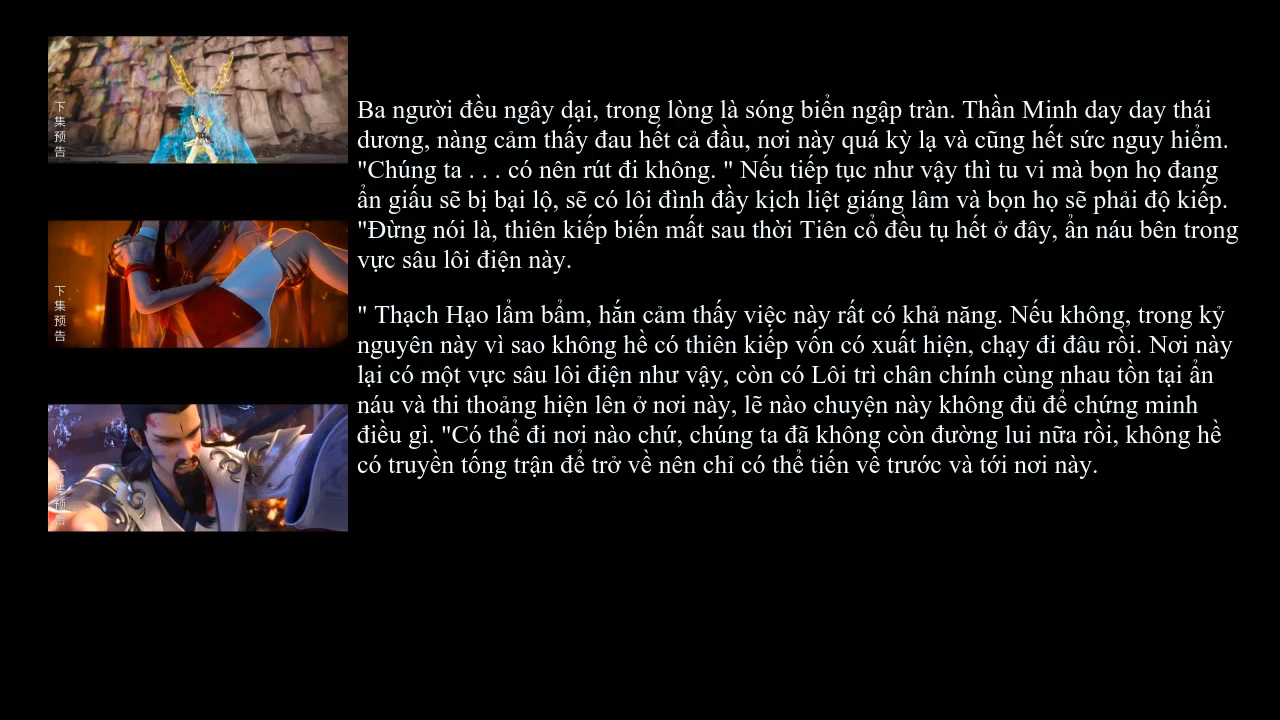 下集预告
下集预告
下集预告
Ba người đều ngây dại, trong lòng là sóng biển ngập tràn. Thần Minh day day thái
dương, nàng cảm thấy đau hết cả đầu, nơi này quá kỳ lạ và cũng hết sức nguy hiểm.
"Chúng ta . . . có nên rút đi không. " Nếu tiếp tục như vậy thì tu vi mà bọn họ đang
ẩn giấu sẽ bị bại lộ, sẽ có lôi đình đầy kịch liệt giáng lâm và bọn họ sẽ phải độ kiếp.
"Đừng nói là, thiên kiếp biến mất sau thời Tiên cổ đều tụ hết ở đây, ẩn náu bên trong
vực sâu lôi điện này.
" Thạch Hạo lẩm bẩm, hắn cảm thấy việc này rất có khả năng. Nếu không, trong kỷ
nguyên này vì sao không hề có thiên kiếp vốn có xuất hiện, chạy đi đâu rồi. Nơi này
lại có một vực sâu lôi điện như vậy, còn có Lôi trì chân chính cùng nhau tồn tại ẩn
náu và thi thoảng hiện lên ở nơi này, lẽ nào chuyện này không đủ để chứng minh
điều gì. "Có thể đi nơi nào chứ, chúng ta đã không còn đường lui nữa rồi, không hề
có truyền tống trận để trở về nên chỉ có thể tiến về trước và tới nơi này.